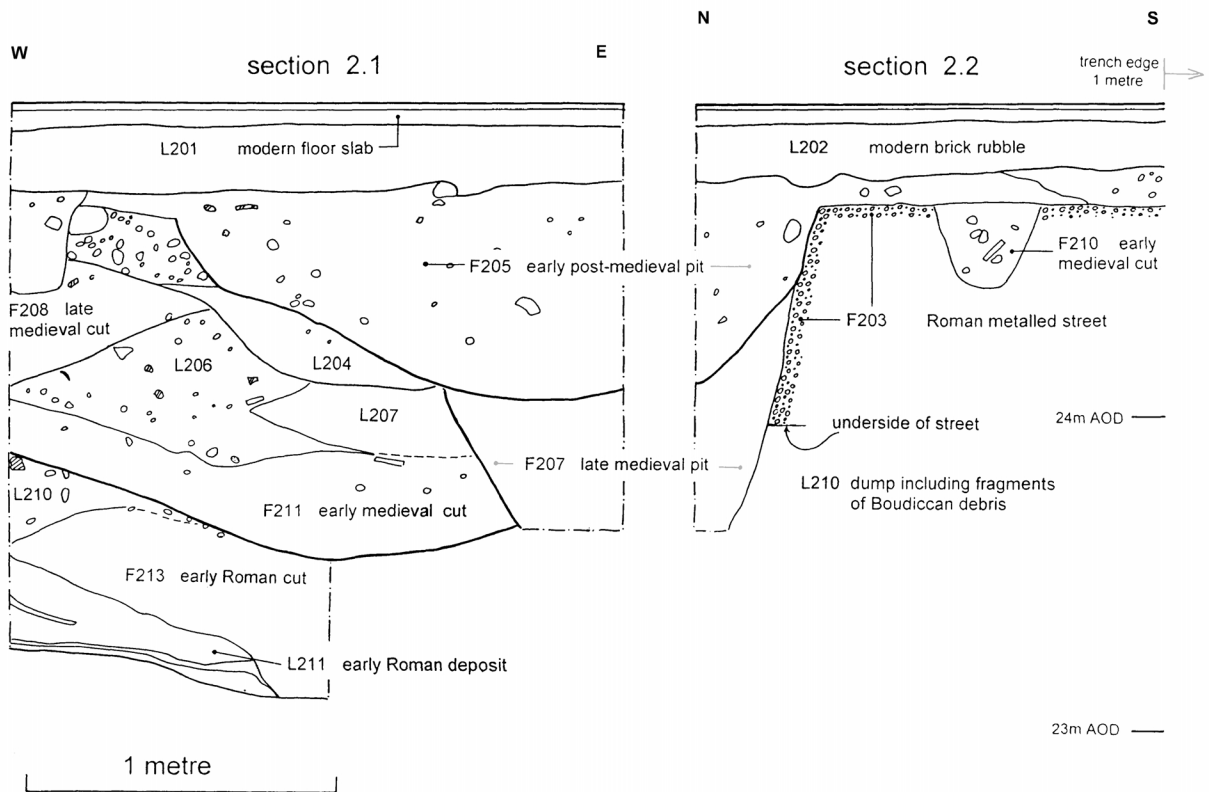 W
section 2.1
E
L201 modern floor slab
F205 early post-medieval pit
F208 late
medieval cut
L206
L204
L207
F207 late medieval pit
L210
F211 early medieval cut
F213 early Roman cut
L211 early Roman deposit
1 metre
N
S
section 2.2
trench edge
1 metre
L202 modern brick rubble
F210 early
medieval cut
F203 Roman metalled street
24m AOD
underside of street
L210 dump including fragments
of Boudiccan debris
23m AOD